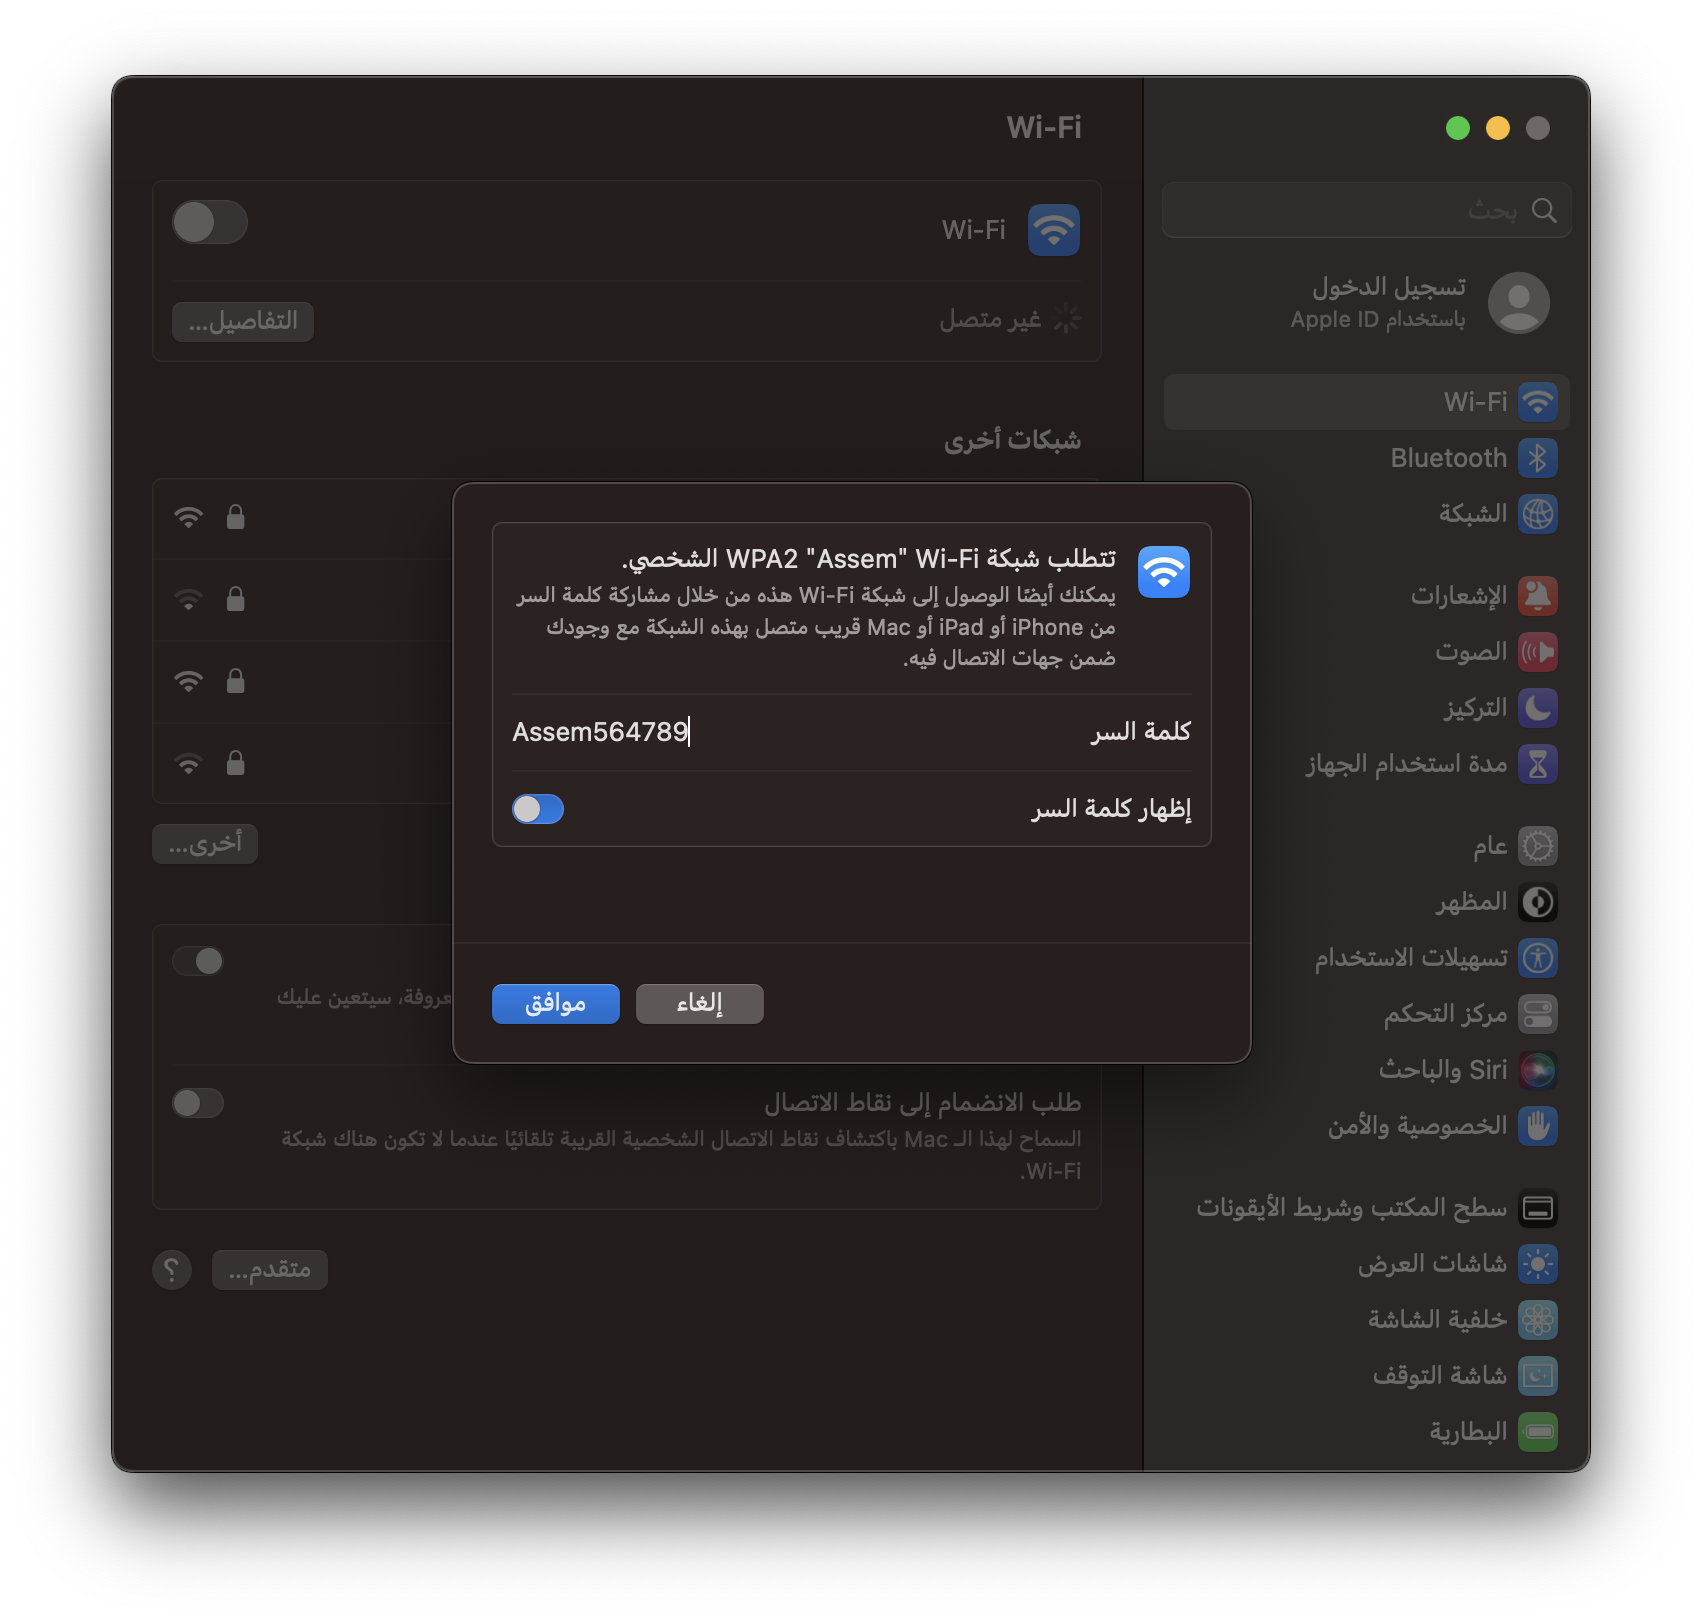 Wi-Fi
بحث
تسجيل الدخول
باستخدام Apple ID
Wi-Fi
Bluetooth
الشبكة
الإشعارات
الصوت
التركيز
مدة استخدام الجهاز
عام
المظهر
تسهيلات الاستخدام
مركز التحكم
Siri والباحث
الخصوصية والأمن
سطح المكتب وشريط الأيقونات
شاشات العرض
خلفية الشاشة
شاشة التوقف
البطارية
Wi-Fi
غير متصل
التفاصيل...
شبكات أخرى
تتطلب شبكة Wi-Fi "Assem" WPA2 الشخصي.
يمكنك أيضًا الوصول إلى شبكة Wi-Fi هذه من خلال مشاركة كلمة السر
من iPhone أو iPad أو Mac قريب متصل بهذه الشبكة مع وجودك
ضمن جهات الاتصال فيه.
كلمة السر
Assem564789
إظهار كلمة السر
إلغاء
موافق
أخرى...
عروفة، سيتعين عليك
طلب الانضمام إلى نقاط الاتصال
السماح لهذا الـ Mac باكتشاف نقاط الاتصال الشخصية القريبة تلقائيًا عندما لا تكون هناك شبكة
Wi-Fi.
متقدم...
؟